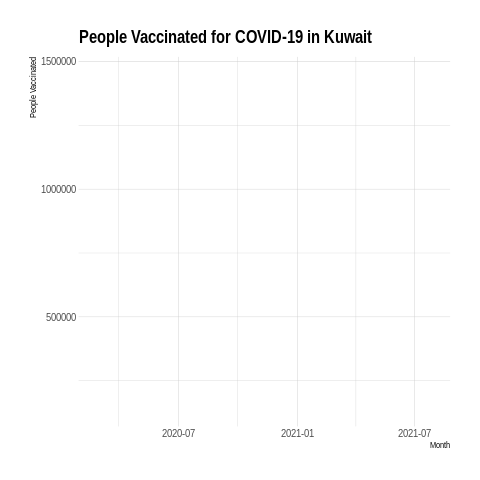 People Vaccinated for COVID-19 in Kuwait
People Vaccinated
1500000
1000000
500000
2020-07
2021-01
2021-07
Month